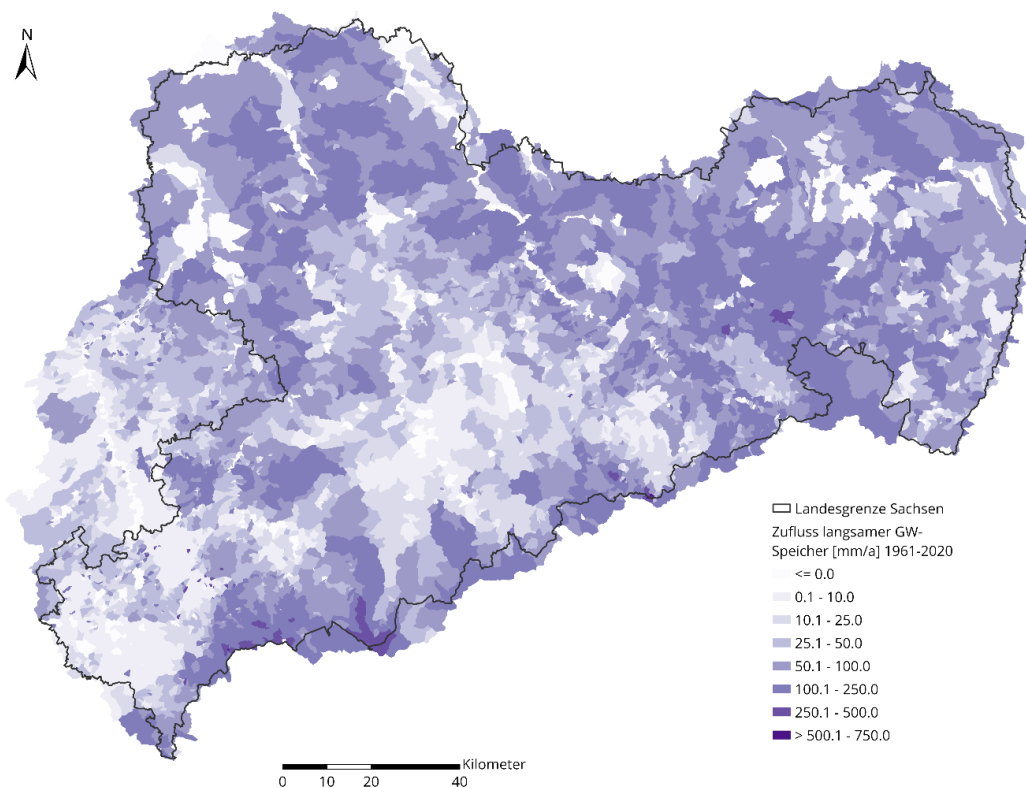 N
Landesgrenze Sachsen
Zufluss langsamer GW-
Speicher [mm/a] 1961-2020
<= 0.0
0.1 - 10.0
10.1 - 25.0
25.1 - 50.0
50.1 - 100.0
100.1 - 250.0
250.1 - 500.0
> 500.1 - 750.0
Kilometer
0 10 20 40